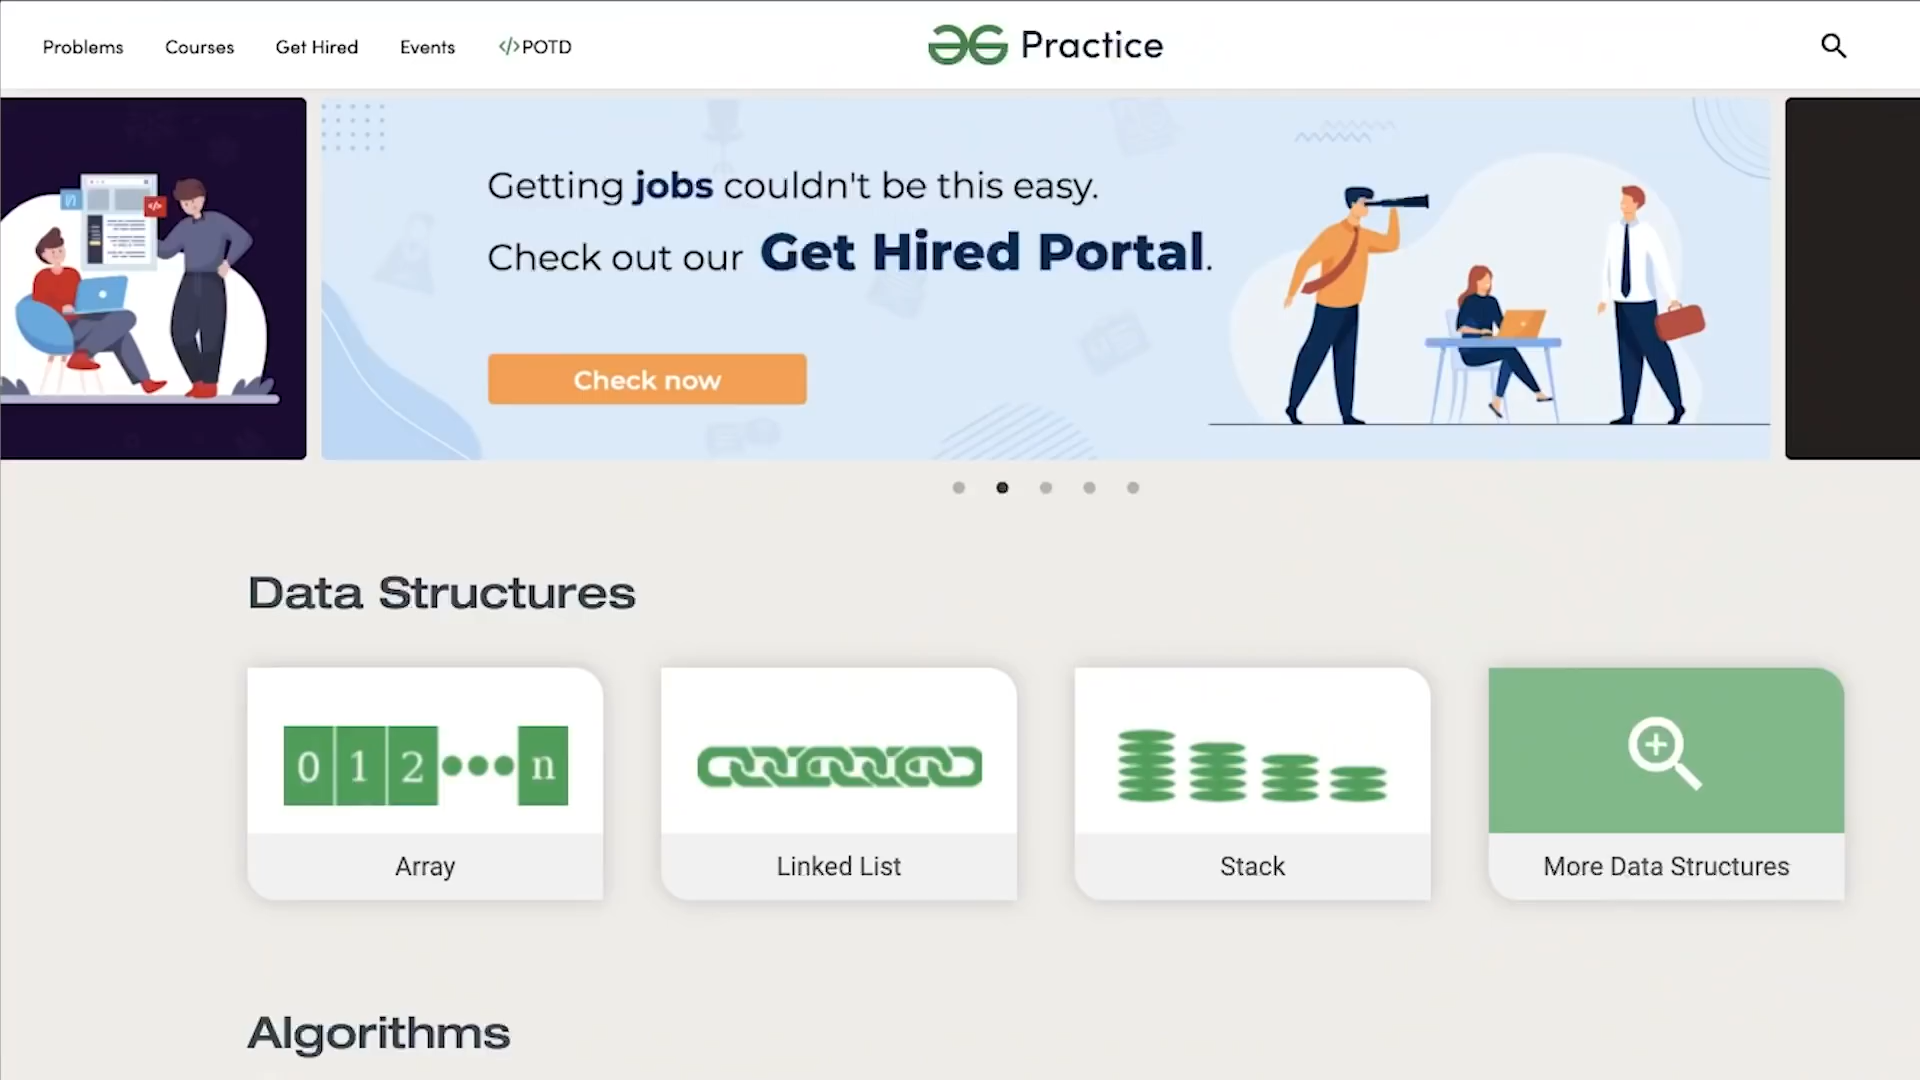 Problems
Courses
Get Hired
Events
</>POTD
Practice
Getting jobs couldn't be this easy.
Check out our Get Hired Portal.
Check now
</>
Data Structures
0 1 2 n
Array
Linked List
Stack
More Data Structures
Algorithms